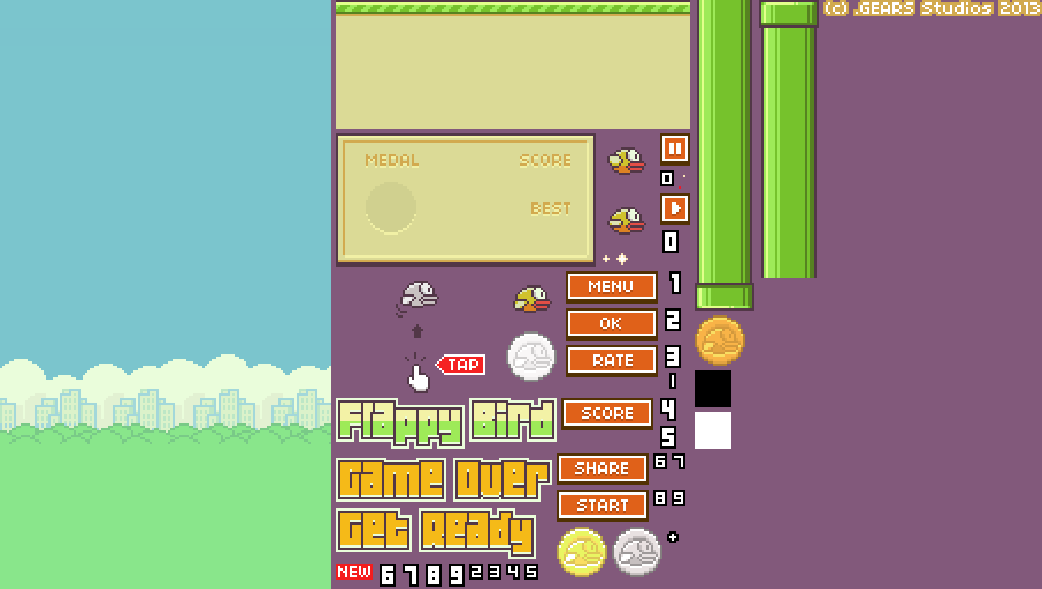 (c) .GEARS Studios 2013
MEDAL
SCORE
BEST
0
0
MENU
1
OK
2
RATE
3
TAP
1
Flappy Bird
SCORE
4
5
Game Over
SHARE
6 7
START
8 9
Get Ready
+
NEW
6 7 8 9 2 3 4 5